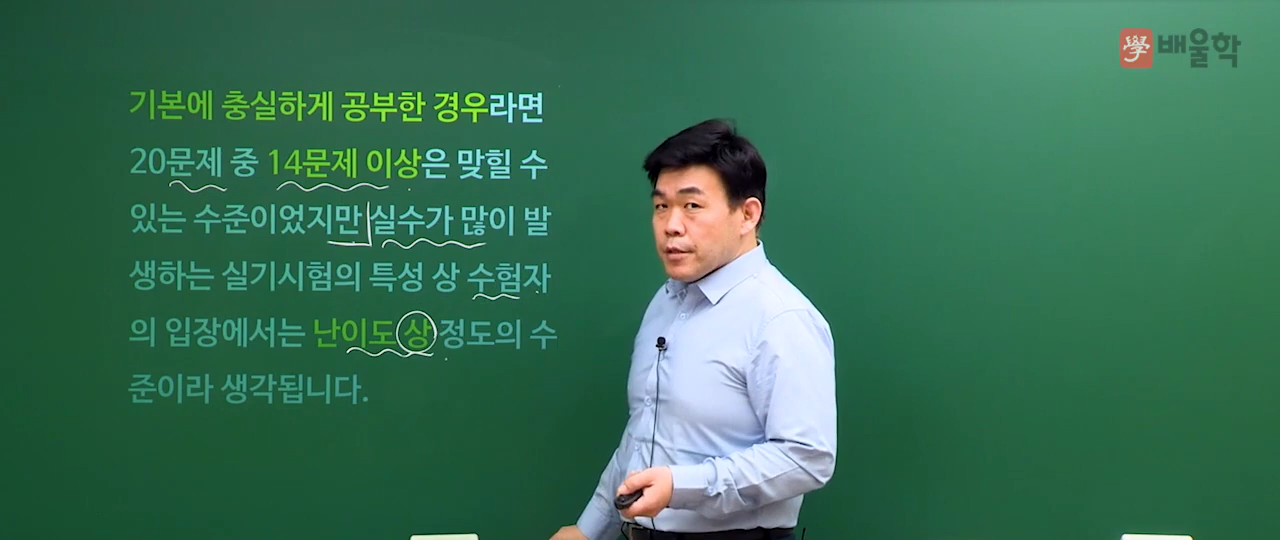 學 배울학
기본에 충실하게 공부한 경우라면
20문제 중 14문제 이상은 맞힐 수
있는 수준이었지만 실수가 많이 발
생하는 실기시험의 특성 상 수험자
의 입장에서는 난이도 상 정도의 수
준이라 생각됩니다.